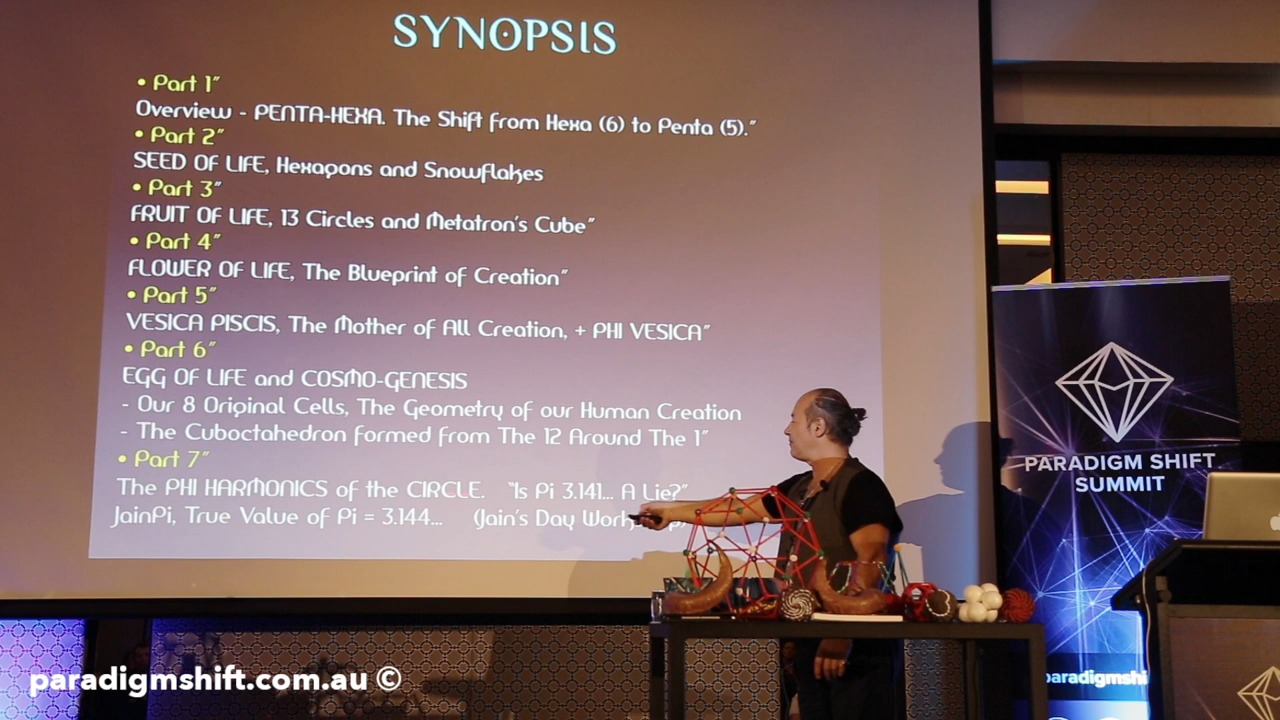 SYNOPSIS
• Part 1"
Overview - PENTA-HEXA. The Shift from Hexa (6) to Penta (5)."
• Part 2"
SEED OF LIFE, Hexagons and Snowflakes
• Part 3"
FRUIT OF LIFE, 13 Circles and Metatron's Cube"
• Part 4"
FLOWER OF LIFE, The Blueprint of Creation"
• Part 5"
VESICA PISCIS, The Mother of All Creation, + PHI VESICA"
• Part 6"
EGG OF LIFE and COSMO-GENESIS
- Our 8 Original Cells, The Geometry of our Human Creation
- The Cuboctahedron formed from The 12 Around The 1"
• Part 7"
The PHI HARMONICS of the CIRCLE. "Is Pi 3.141... A Lie?"
JainPi, True Value of Pi = 3.144... (Jain's Day
PARADIGM SHIFT
SUMMIT
paradigmshi
paradigmshift.com.au ©